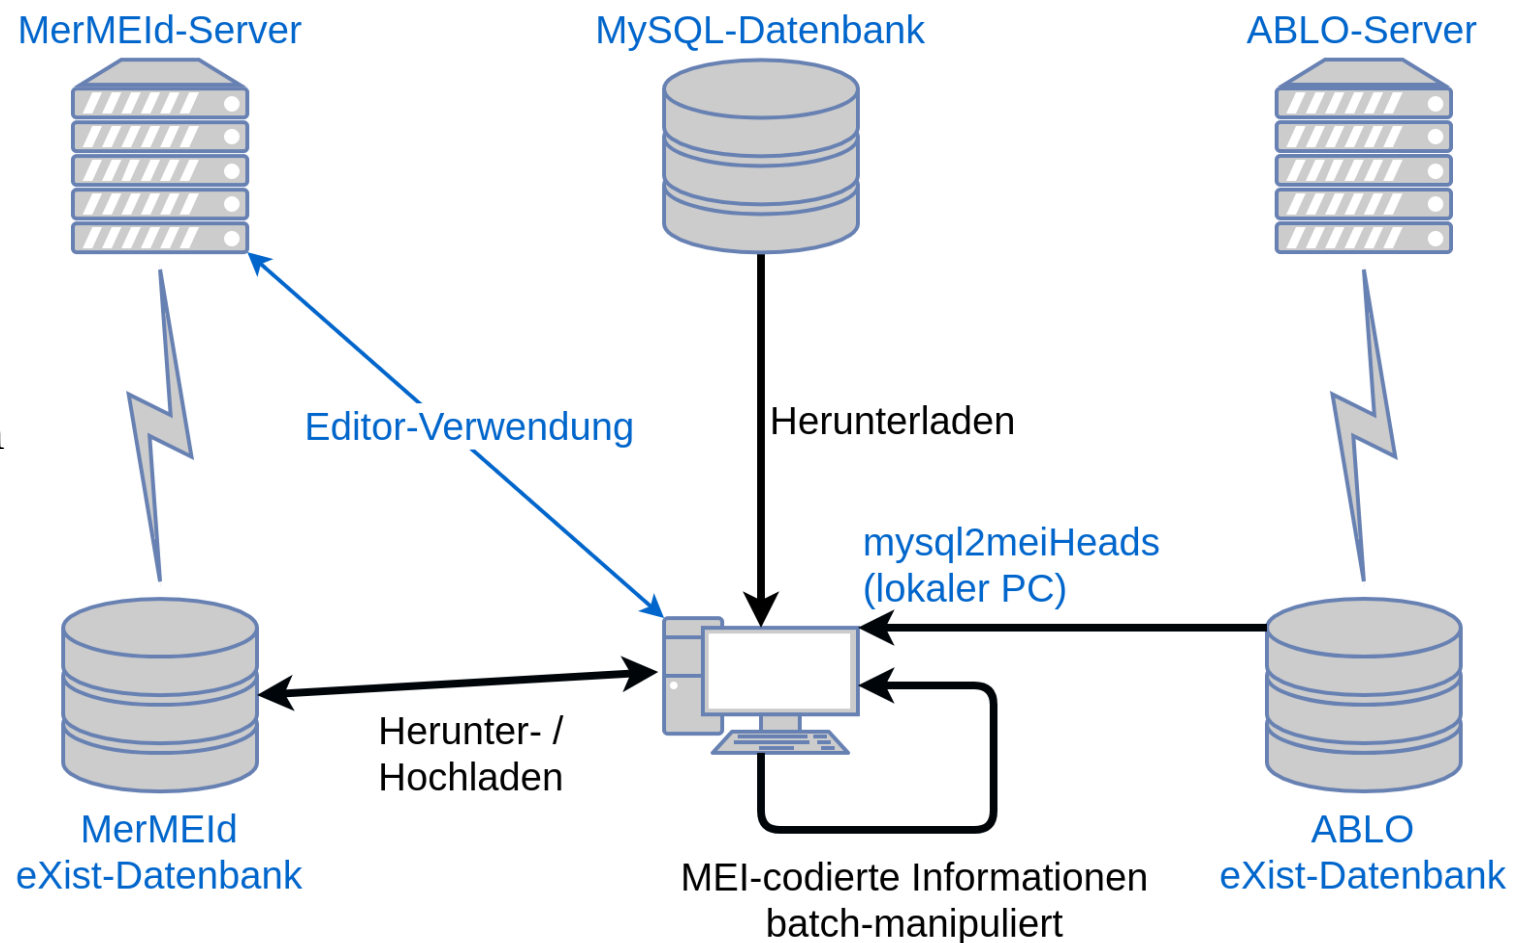 MerMEId-Server
MySQL-Datenbank
ABLO-Server
Editor-Verwendung
Herunterladen
mysql2meiHeads
(lokaler PC)
Herunter- /
Hochladen
MerMEId
eXist-Datenbank
MEI-codierte Informationen
batch-manipuliert
ABLO
eXist-Datenbank